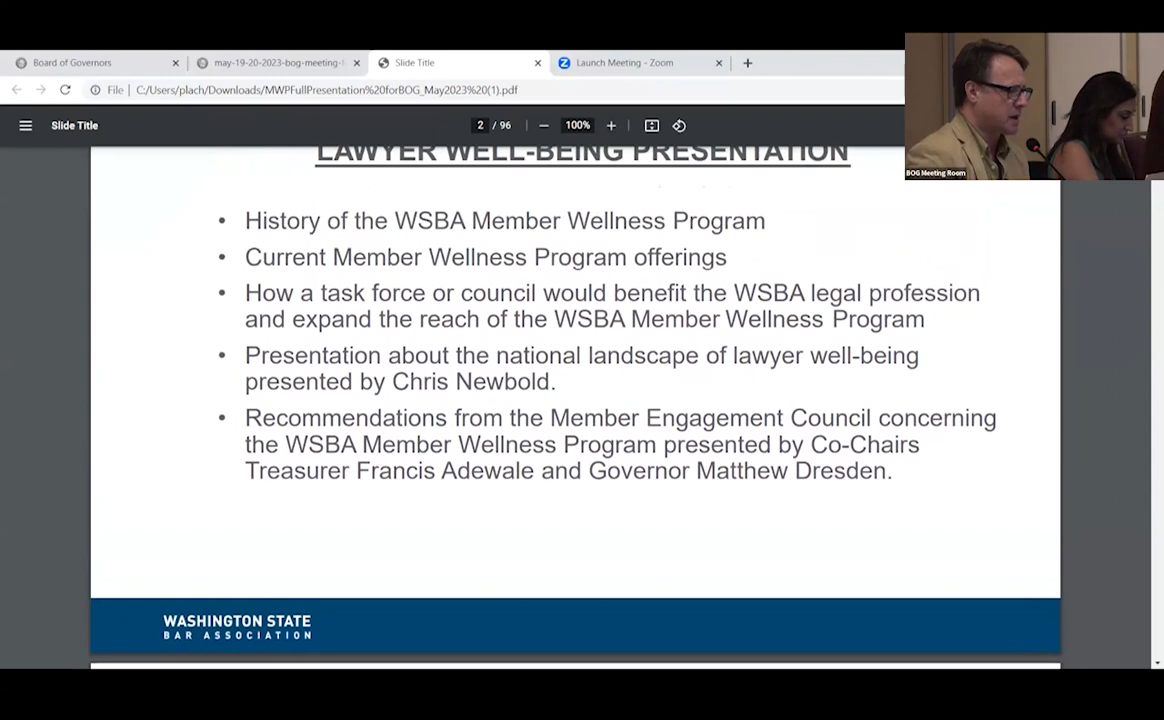 Board of Governors
may-19-20-2023-bog-meeting-
Slide Title
Launch Meeting - Zoom
File
C:/Users/plach/Downloads/MWPFullPresentation%20forBOG_May2023%20(1).pdf
Slide Title
2 / 96
100%
BOG Meeting Room
LAWYER WELL-BEING PRESENTATION
• History of the WSBA Member Wellness Program
• Current Member Wellness Program offerings
• How a task force or council would benefit the WSBA legal profession
and expand the reach of the WSBA Member Wellness Program
• Presentation about the national landscape of lawyer well-being
presented by Chris Newbold.
• Recommendations from the Member Engagement Council concerning
the WSBA Member Wellness Program presented by Co-Chairs
Treasurer Francis Adewale and Governor Matthew Dresden.
WASHINGTON STATE
BAR ASSOCIATION